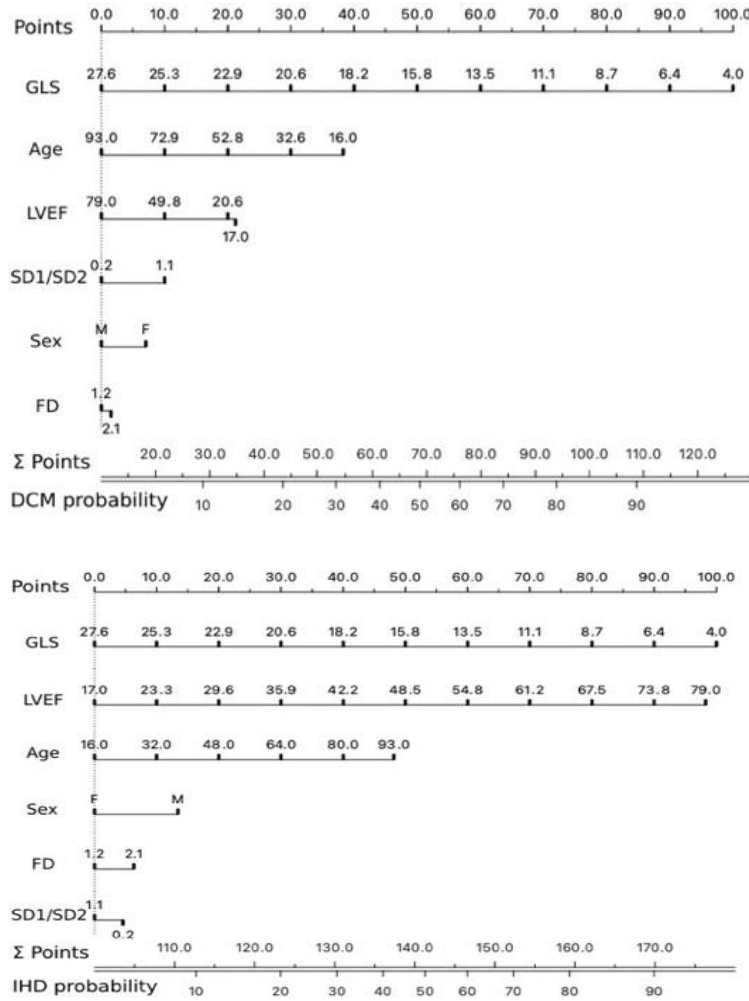 Points 0.0 10.0 20.0 30.0 40.0 50.0 60.0 70.0 80.0 90.0 100.0
GLS 27.6 25.3 22.9 20.6 18.2 15.8 13.5 11.1 8.7 6.4 4.0
Age 93.0 72.9 52.8 32.6 16.0
LVEF 79.0 49.8 20.6
17.0
SD1/SD2 0.2 1.1
Sex M F
FD 1.2
2.1
Σ Points 20.0 30.0 40.0 50.0 60.0 70.0 80.0 90.0 100.0 110.0 120.0
DCM probability 10 20 30 40 50 60 70 80 90
Points 0.0 10.0 20.0 30.0 40.0 50.0 60.0 70.0 80.0 90.0 100.0
GLS 27.6 25.3 22.9 20.6 18.2 15.8 13.5 11.1 8.7 6.4 4.0
LVEF 17.0 23.3 29.6 35.9 42.2 48.5 54.8 61.2 67.5 73.8 79.0
Age 16.0 32.0 48.0 64.0 80.0 93.0
Sex F M
FD 1.2 2.1
SD1/SD2 1.1
0.2
Σ Points 110.0 120.0 130.0 140.0 150.0 160.0 170.0
IHD probability 10 20 30 40 50 60 70 80 90